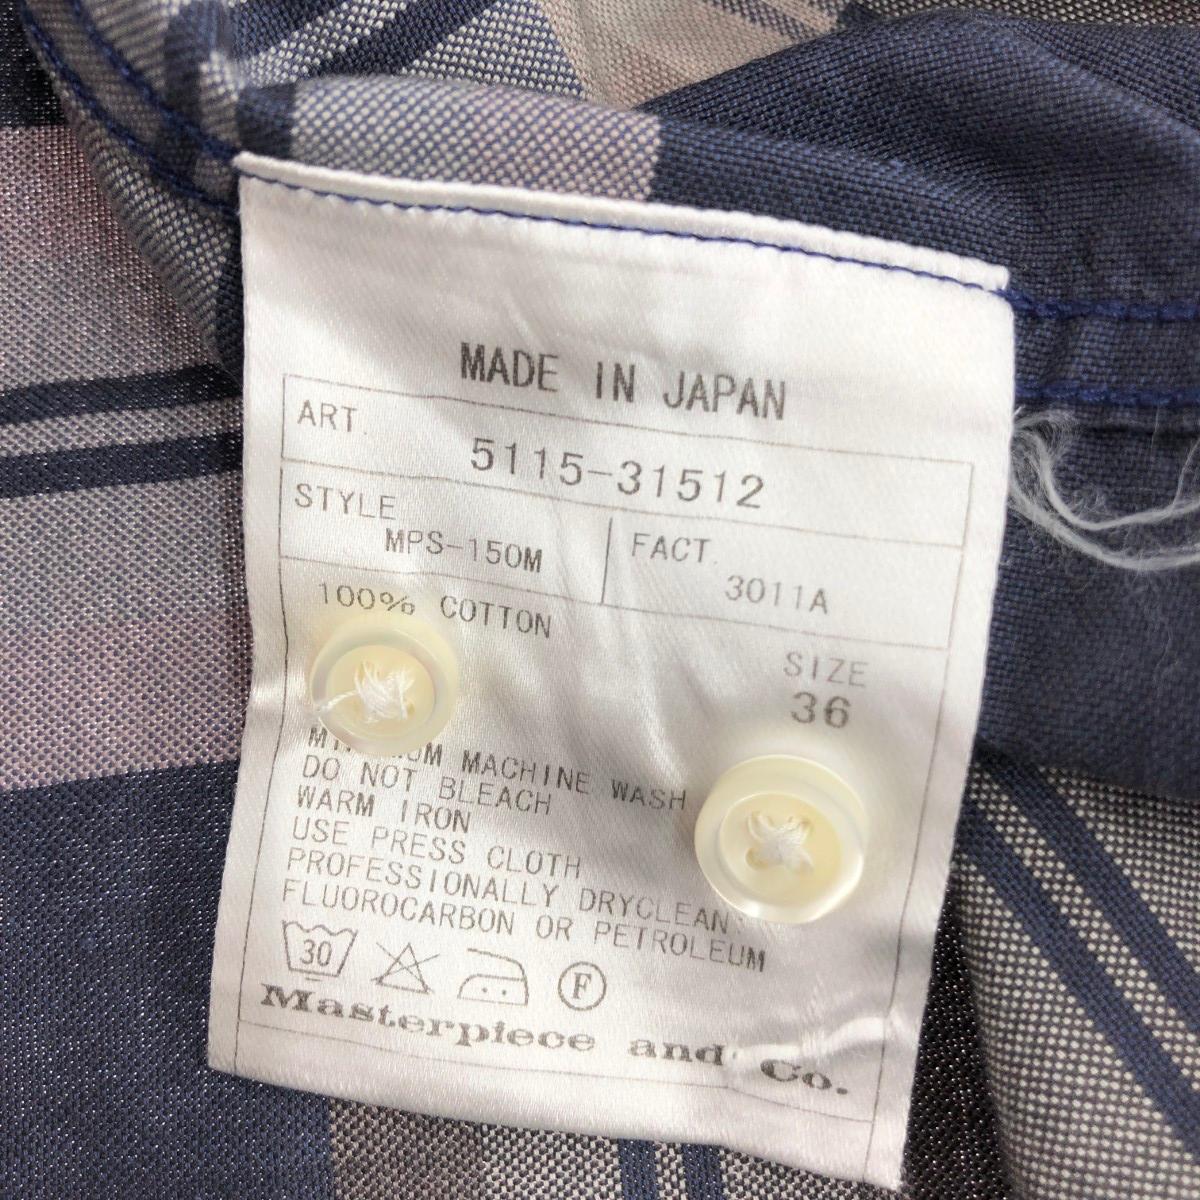 MADE IN JAPAN
ART. 5115-31512
STYLE MPS-150M
FACT. 3011A
100% COTTON
SIZE
36
MACHINE WASH
DO NOT BLEACH
WARM IRON
USE PRESS CLOTH
PROFESSIONALLY DRYCLEAN
FLUOROCARBON OR PETROLEUM
30 F
Masterpiece and Co.